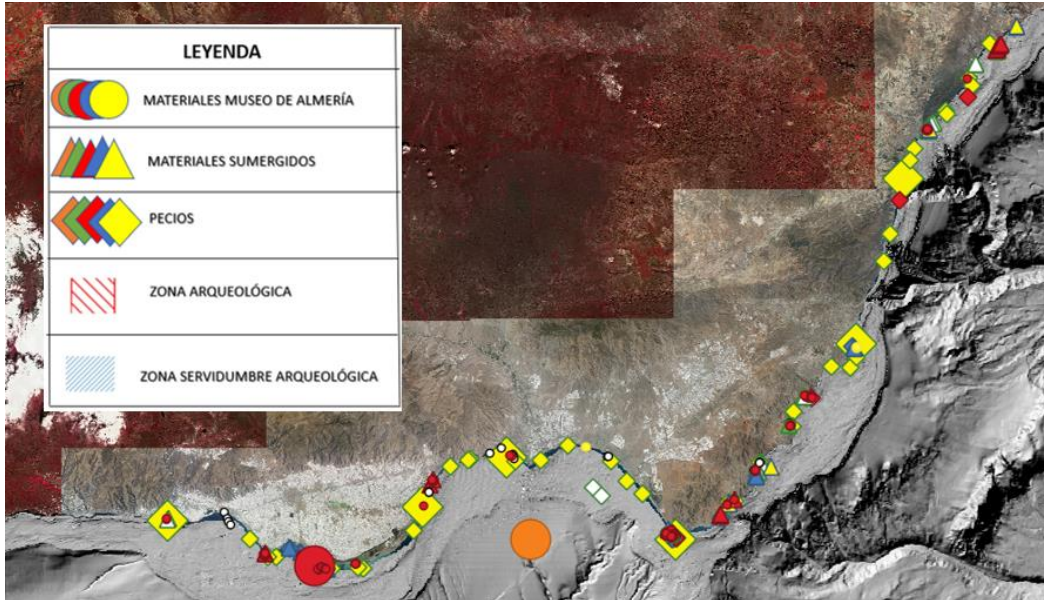 LEYENDA
MATERIALES MUSEO DE ALMERÍA
MATERIALES SUMERGIDOS
PECIOS
ZONA ARQUEOLÓGICA
ZONA SERVIDUMBRE ARQUEOLÓGICA